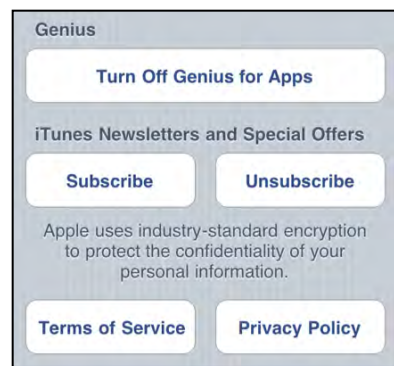 Genius
Turn Off Genius for Apps
iTunes Newsletters and Special Offers
Subscribe Unsubscribe
Apple uses industry-standard encryption
to protect the confidentiality of your
personal information.
Terms of Service Privacy Policy